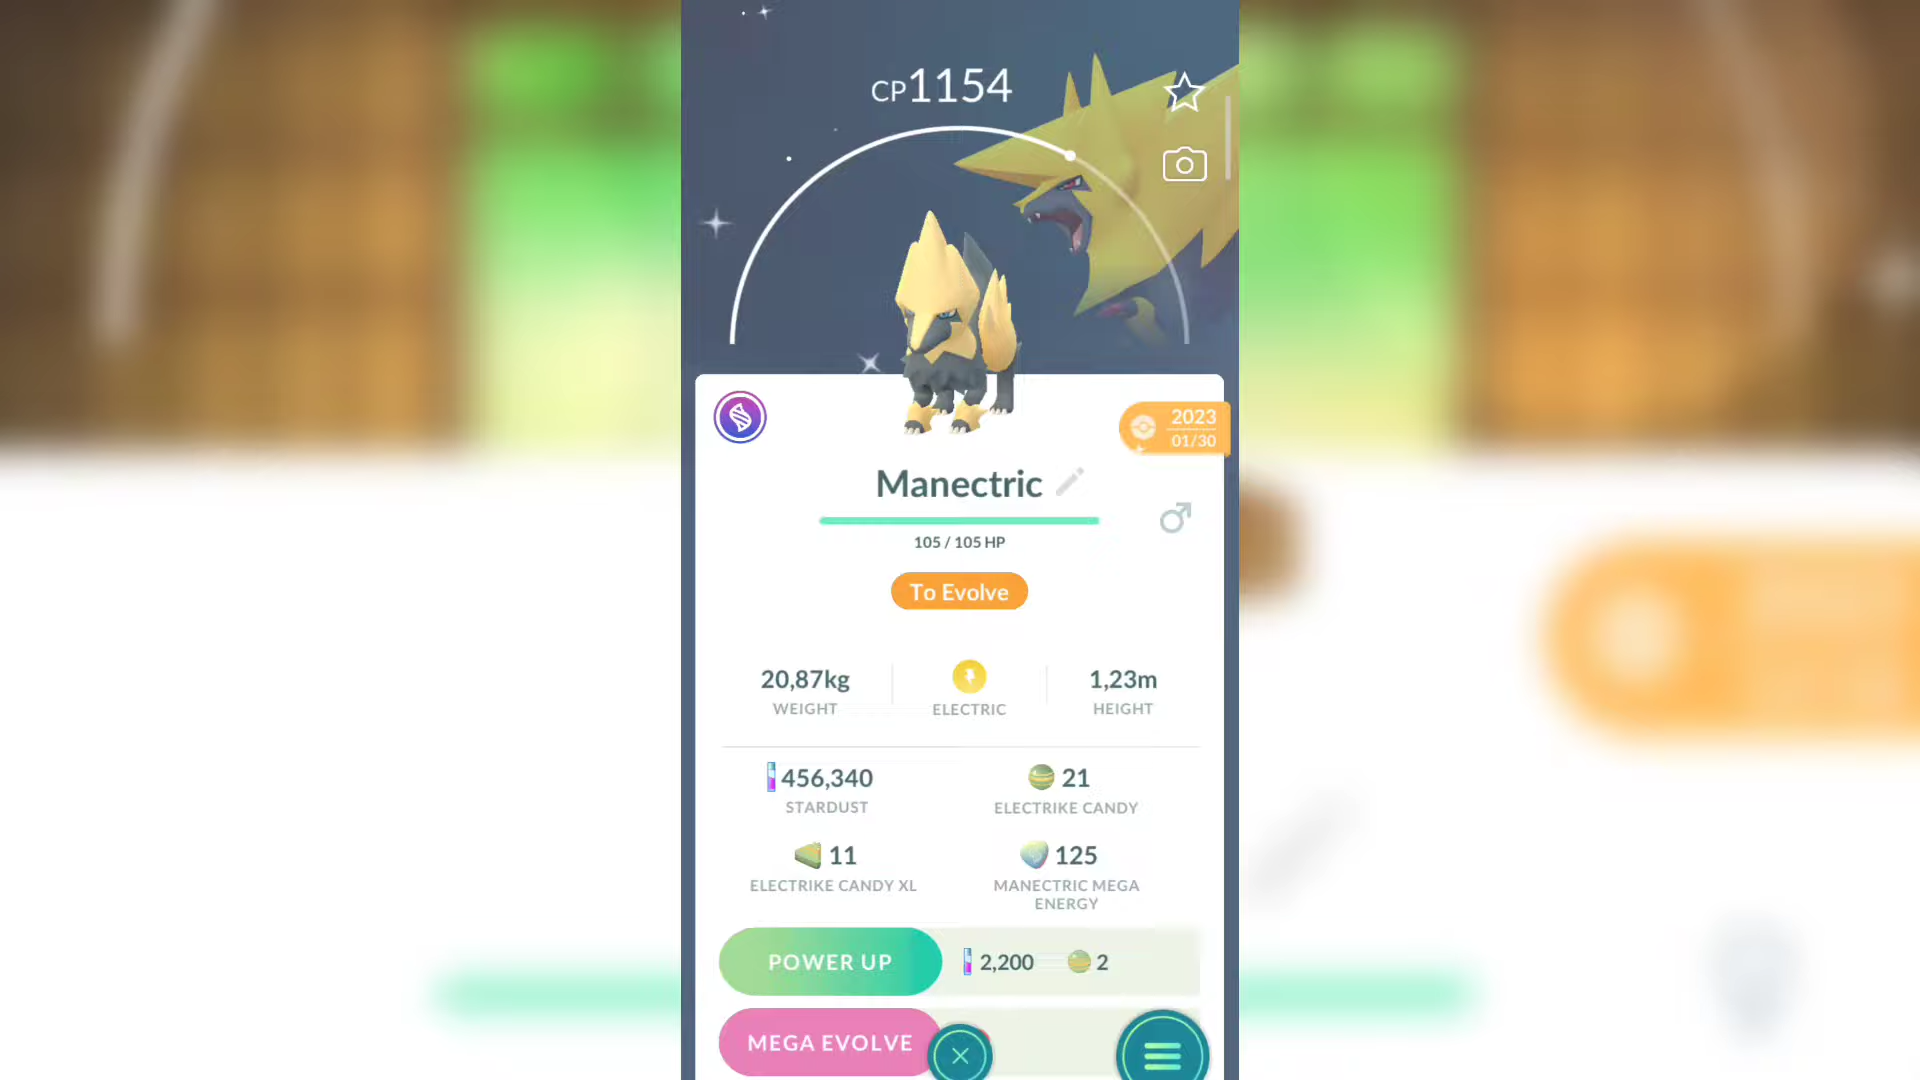 CP1154
2023
01/30
Manectric
105 / 105 HP
To Evolve
20,87kg
WEIGHT
ELECTRIC
1,23m
HEIGHT
456,340
STARDUST
21
ELECTRIKE CANDY
11
ELECTRIKE CANDY XL
125
MANECTRIC MEGA
ENERGY
POWER UP 2,200 2
MEGA EVOLVE